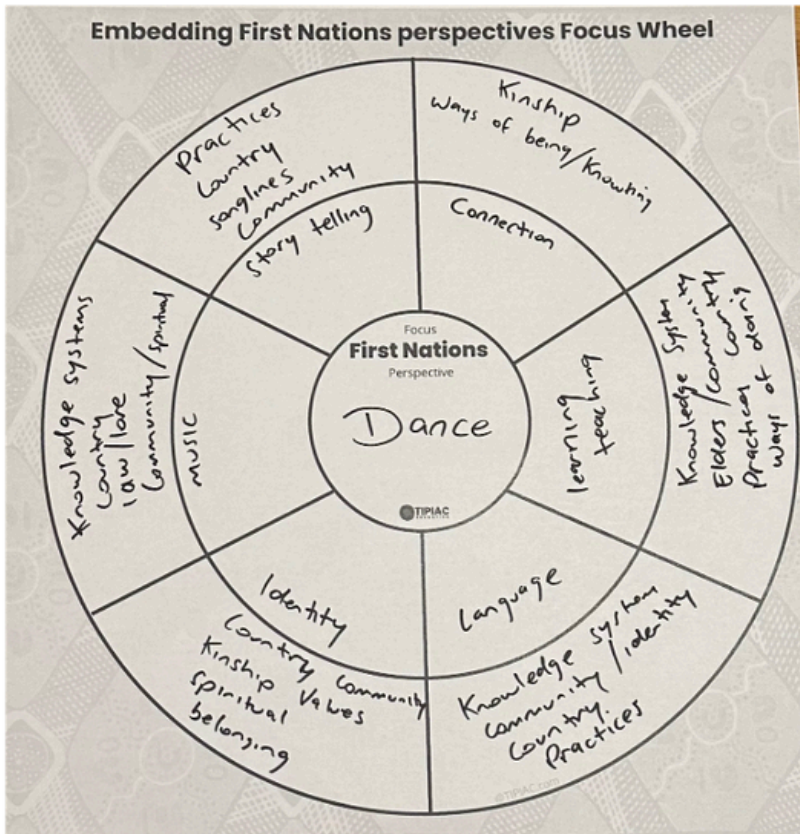 Embedding First Nations perspectives Focus Wheel
Practices
Country
songlines
Community
Story telling
Kinship
Ways of being/Knowing
Connection
Knowledge System
Elders/Community
Practices Country
Ways of doing
learning
teaching
Focus
First Nations
Perspective
Dance
TIPIAC
Knowledge systems
Country
law/lore
Community/spiritual
music
Identity
Country Community
Kinship Values
spiritual
belonging
Language
Knowledge system
community/identity
Country.
Practices
©TIPIAC.com